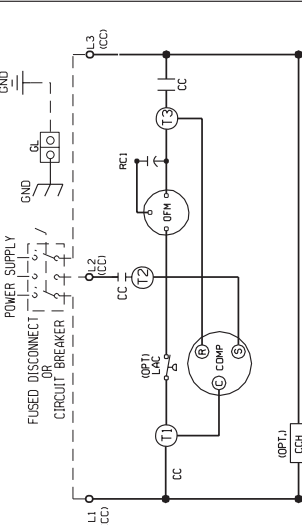 GND
GL
GND
POWER SUPPLY
FUSED DISCONNECT
OR
CIRCUIT BREAKER
L3
(CC)
L2
(CC)
L1
CC)
CC
T3
RC1
OFM
CC
T2
(OPT)
LAC
R
S
COMP
C
T1
CC
(OPT.)
CCH